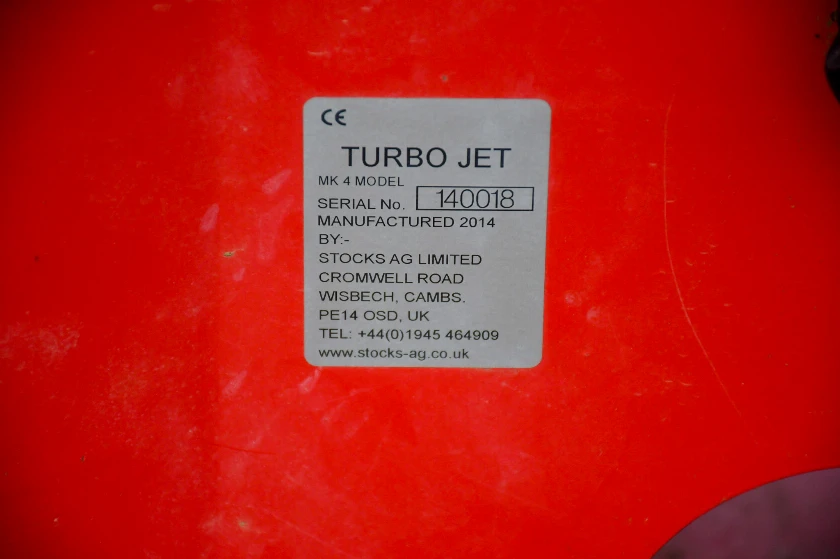 CE
TURBO JET
MK 4 MODEL
SERIAL No. 140018
MANUFACTURED 2014
BY:-
STOCKS AG LIMITED
CROMWELL ROAD
WISBECH, CAMBS.
PE14 OSD, UK
TEL: +44(0)1945 464909
www.stocks-ag.co.uk